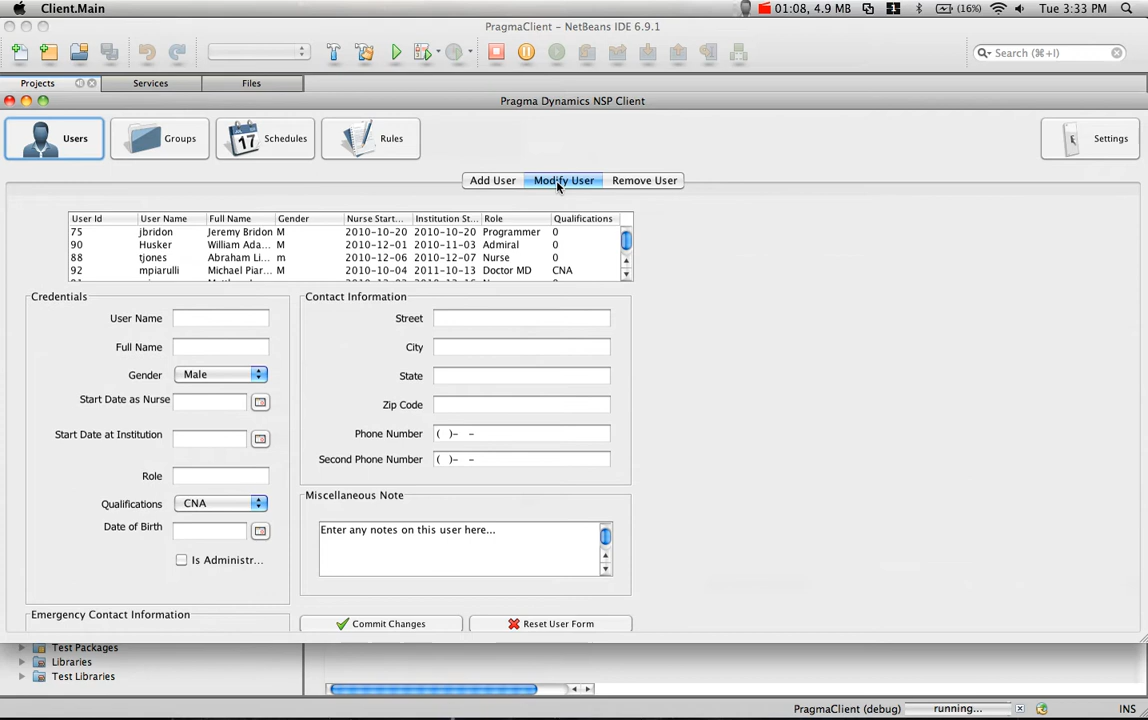 Client.Main 01:08, 4.9 MB (16%) Tue 3:33 PM
PragmaClient – NetBeans IDE 6.9.1
Search (⌘+I)
Projects Services Files
Pragma Dynamics NSP Client
Users Groups 17 Schedules Rules Settings
Add User Modify User Remove User
User Id User Name Full Name Gender Nurse Start... Institution St... Role Qualifications
75 jbridon Jeremy Bridon M 2010-10-20 2010-10-20 Programmer 0
90 Husker William Ada... M 2010-12-01 2010-11-03 Admiral 0
88 tjones Abraham Li... m 2010-12-06 2010-12-07 Nurse 0
92 mpiarulli Michael Piar... M 2010-10-04 2011-10-13 Doctor MD CNA
Credentials Contact Information
User Name Street
Full Name City
Gender Male State
Start Date as Nurse Zip Code
Start Date at Institution Phone Number ( )- -
Second Phone Number ( )- -
Role
Qualifications CNA Miscellaneous Note
Date of Birth Enter any notes on this user here...
Is Administr...
Emergency Contact Information
Commit Changes Reset User Form
Test Packages
Libraries
Test Libraries
PragmaClient (debug) running... INS